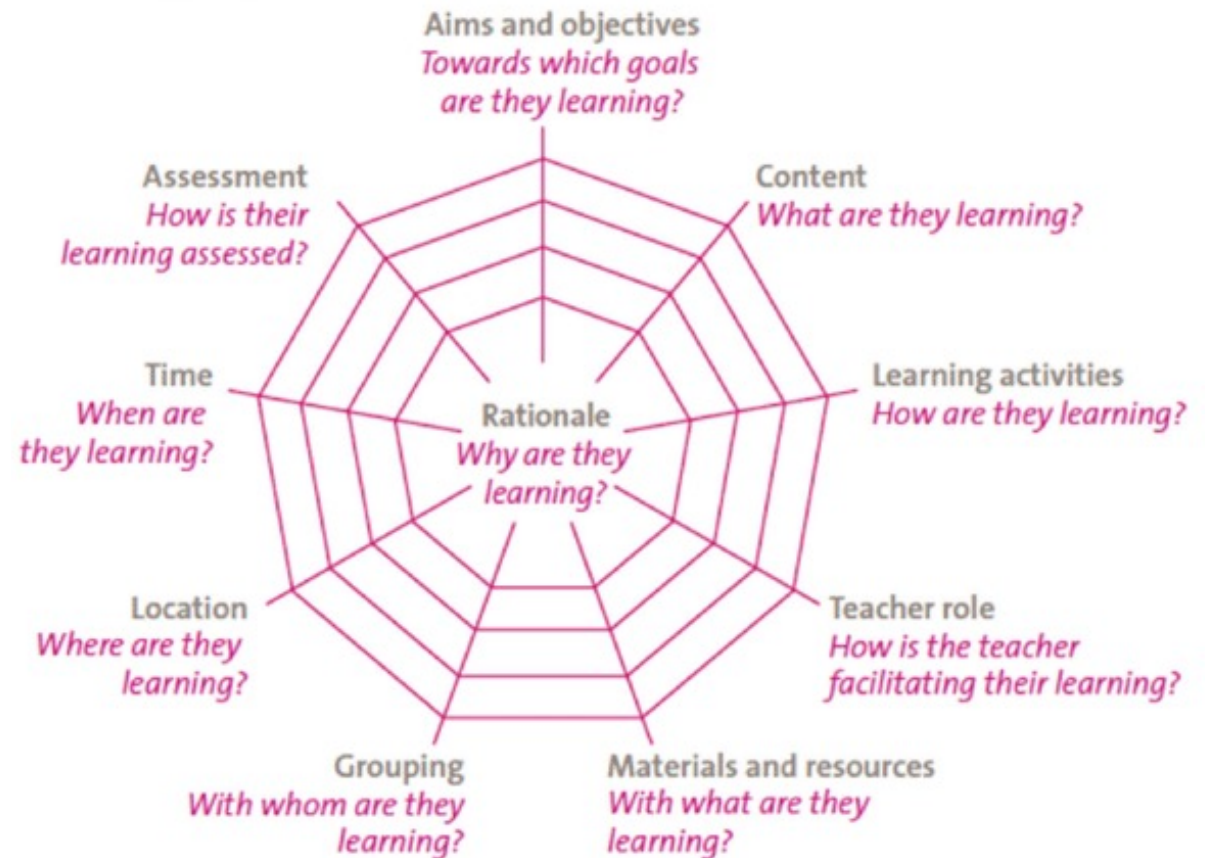 Aims and objectives
Towards which goals
are they learning?
Content
What are they learning?
Learning activities
How are they learning?
Teacher role
How is the teacher
facilitating their learning?
Materials and resources
With what are they
learning?
Grouping
With whom are they
learning?
Location
Where are they
learning?
Time
When are
they learning?
Assessment
How is their
learning assessed?
Rationale
Why are they
learning?